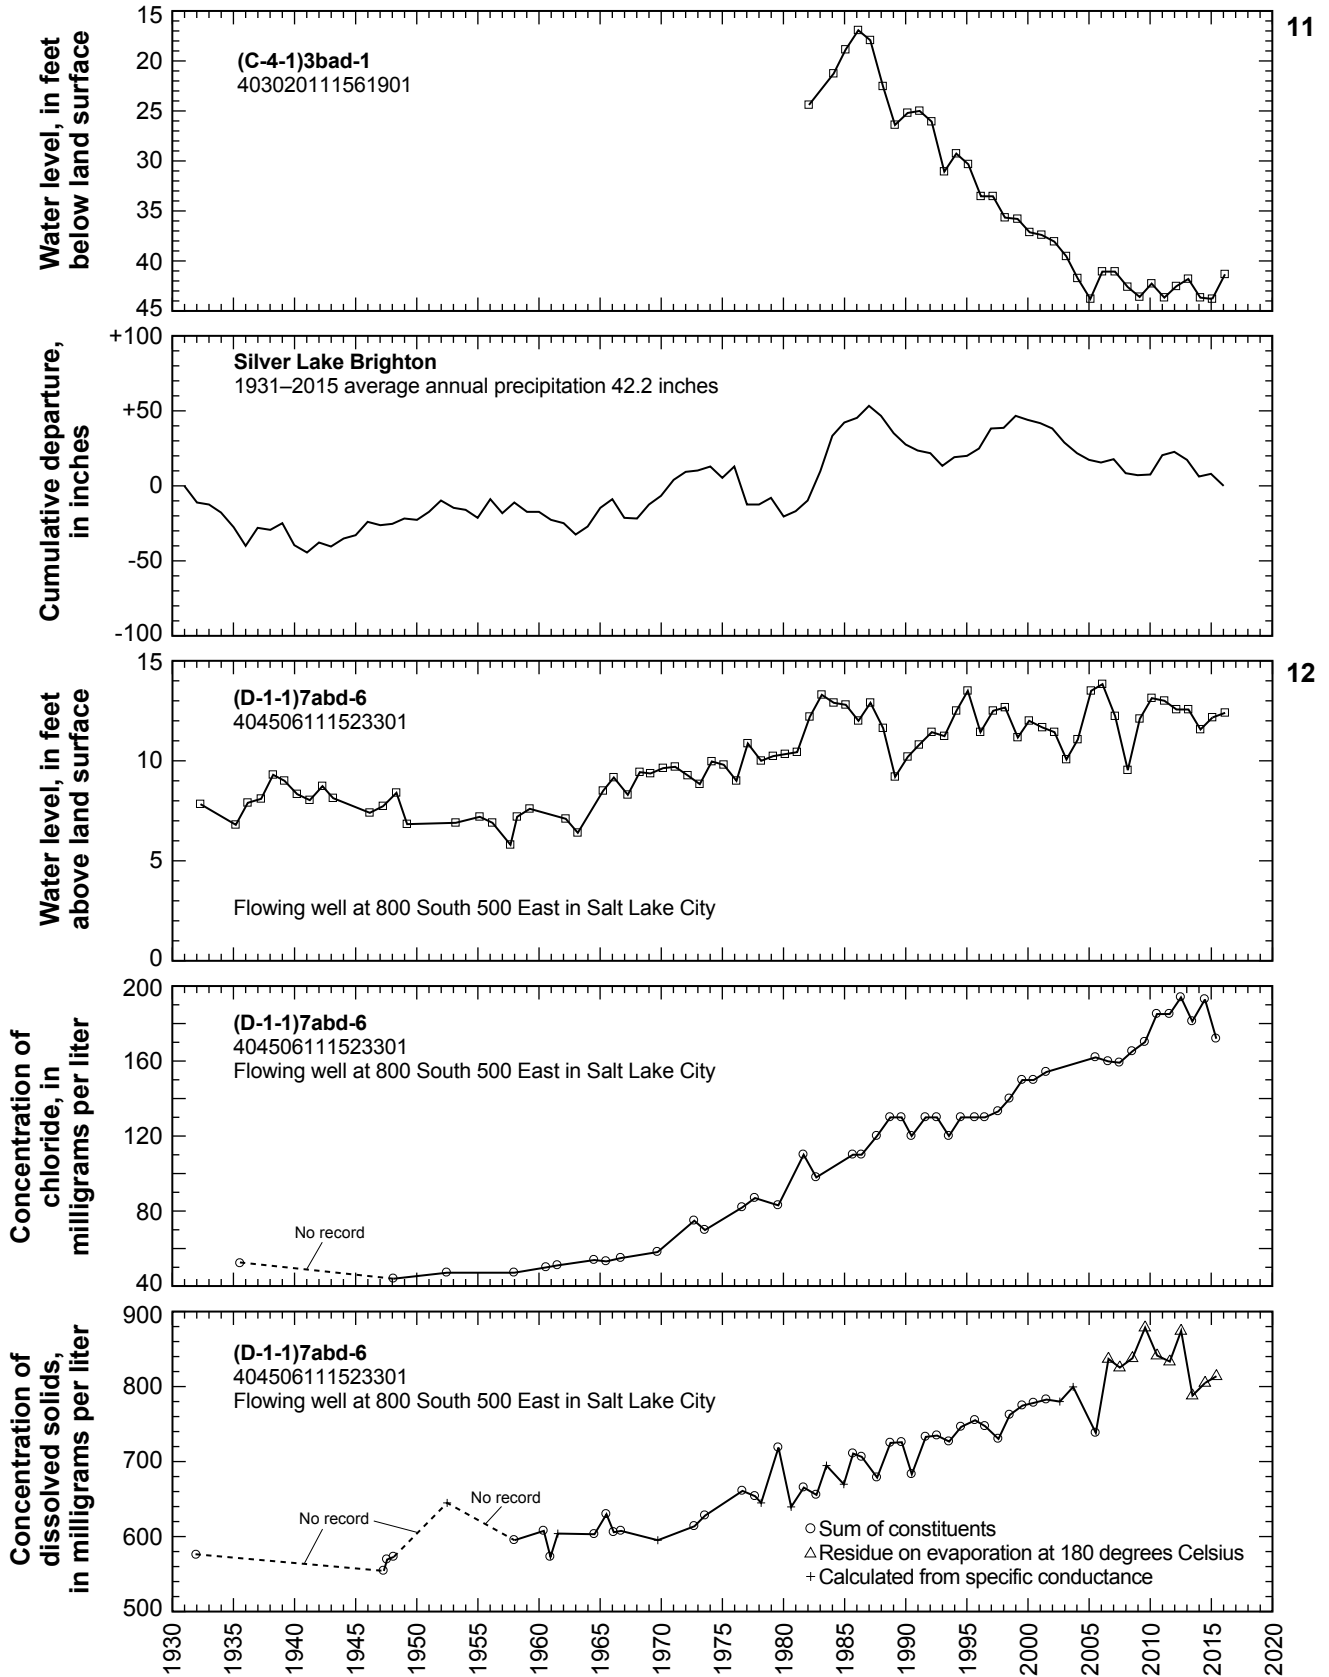 11
Water level, in feet
below land surface
15
20
25
30
35
40
45
(C-4-1)3bad-1
403020111561901
Cumulative departure,
in inches
+100
+50
0
-50
-100
Silver Lake Brighton
1931–2015 average annual precipitation 42.2 inches
12
Water level, in feet
above land surface
15
10
5
0
(D-1-1)7abd-6
404506111523301
Flowing well at 800 South 500 East in Salt Lake City
Concentration of
chloride, in
milligrams per liter
200
160
120
80
40
(D-1-1)7abd-6
404506111523301
Flowing well at 800 South 500 East in Salt Lake City
No record
Concentration of
dissolved solids,
in milligrams per liter
900
800
700
600
500
(D-1-1)7abd-6
404506111523301
Flowing well at 800 South 500 East in Salt Lake City
No record
No record
Sum of constituents
Residue on evaporation at 180 degrees Celsius
Calculated from specific conductance
1930
1935
1940
1945
1950
1955
1960
1965
1970
1975
1980
1985
1990
1995
2000
2005
2010
2015
2020